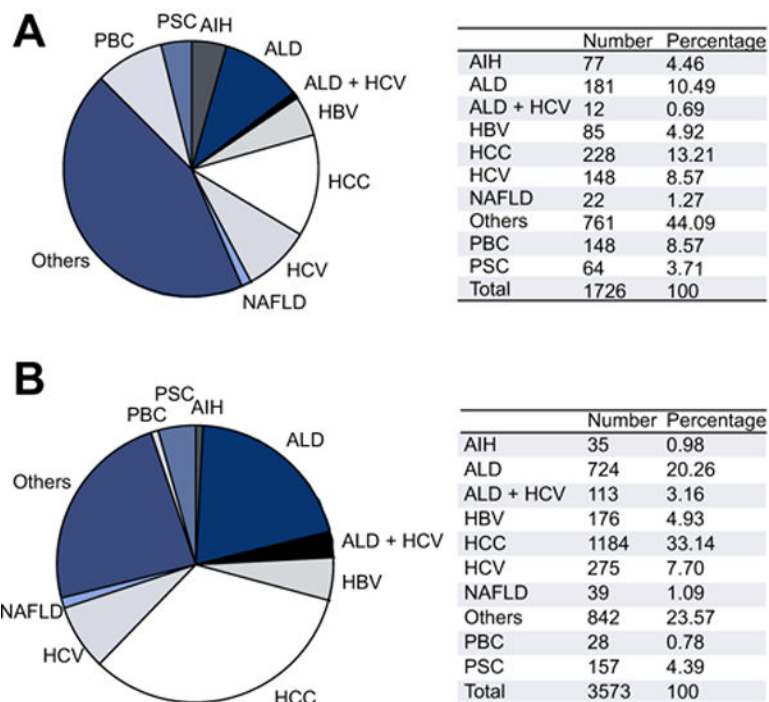 A
PSC AIH
PBC
ALD
ALD + HCV
HBV
HCC
HCV
NAFLD
Others
Number Percentage
AIH 77 4.46
ALD 181 10.49
ALD + HCV 12 0.69
HBV 85 4.92
HCC 228 13.21
HCV 148 8.57
NAFLD 22 1.27
Others 761 44.09
PBC 148 8.57
PSC 64 3.71
Total 1726 100
B
PSC AIH
PBC
ALD
Others
ALD + HCV
HBV
NAFLD
HCV
HCC
Number Percentage
AIH 35 0.98
ALD 724 20.26
ALD + HCV 113 3.16
HBV 176 4.93
HCC 1184 33.14
HCV 275 7.70
NAFLD 39 1.09
Others 842 23.57
PBC 28 0.78
PSC 157 4.39
Total 3573 100